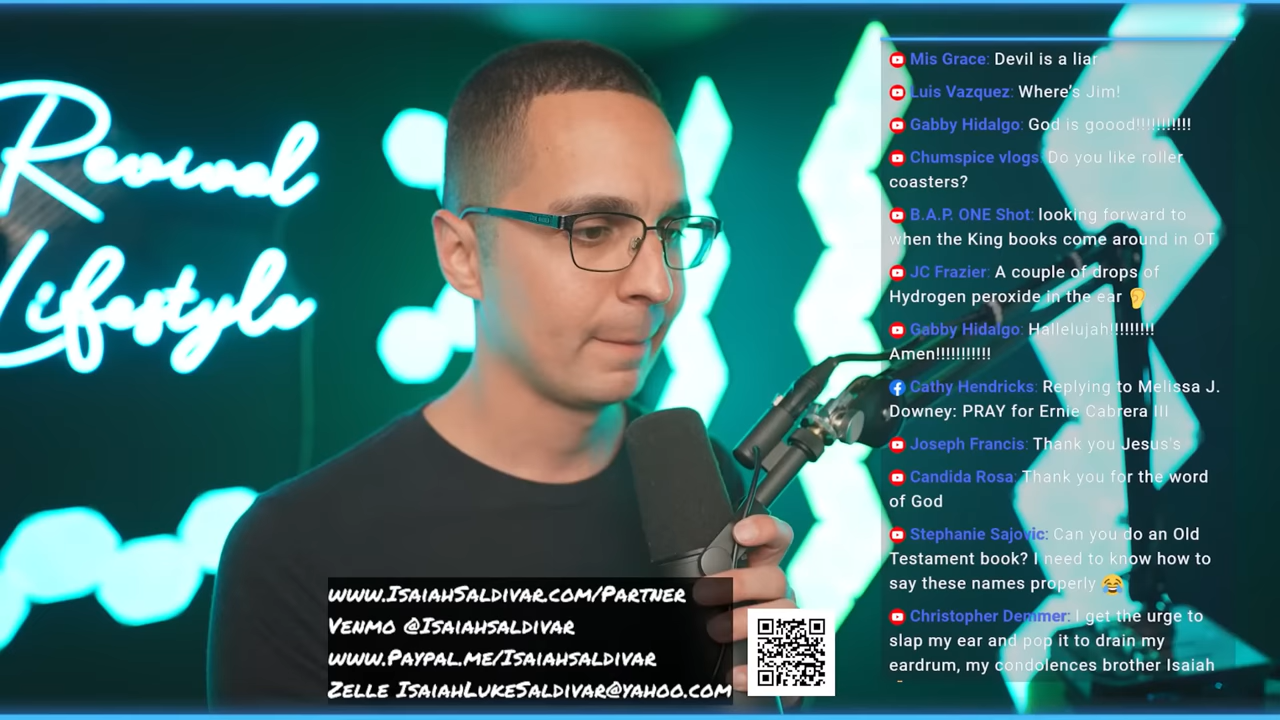 Revival
Lifestyle
www.IsaiahSaldivar.com/Partner
Venmo @Isaiahsaldivar
www.Paypal.me/Isaiahsaldivar
Zelle IsaiahLukeSaldivar@yahoo.com
Mis Grace: Devil is a liar
Luis Vazquez: Where's Jim!
Gabby Hidalgo: God is goood!!!!!!!!!!!
Chumspice vlogs: Do you like roller
coasters?
B.A.P. ONE Shot: looking forward to
when the King books come around in OT
JC Frazier: A couple of drops of
Hydrogen peroxide in the ear 👂
Gabby Hidalgo: Hallelujah!!!!!!!!!
Amen!!!!!!!!!!!
Cathy Hendricks: Replying to Melissa J.
Downey: PRAY for Ernie Cabrera III
Joseph Francis: Thank you Jesus's
Candida Rosa: Thank you for the word
of God
Stephanie Sajovic: Can you do an Old
Testament book? I need to know how to
say these names properly 😂
Christopher Demmer: I get the urge to
slap my ear and pop it to drain my
eardrum, my condolences brother Isaiah